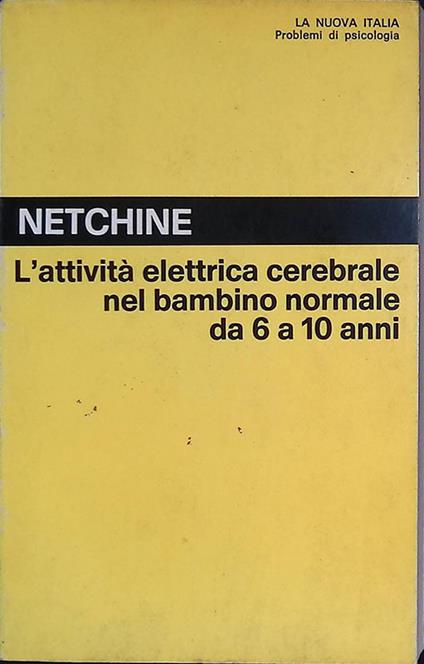 LA NUOVA ITALIA
Problemi di psicologia
NETCHINE
L'attività elettrica cerebrale
nel bambino normale
da 6 a 10 anni